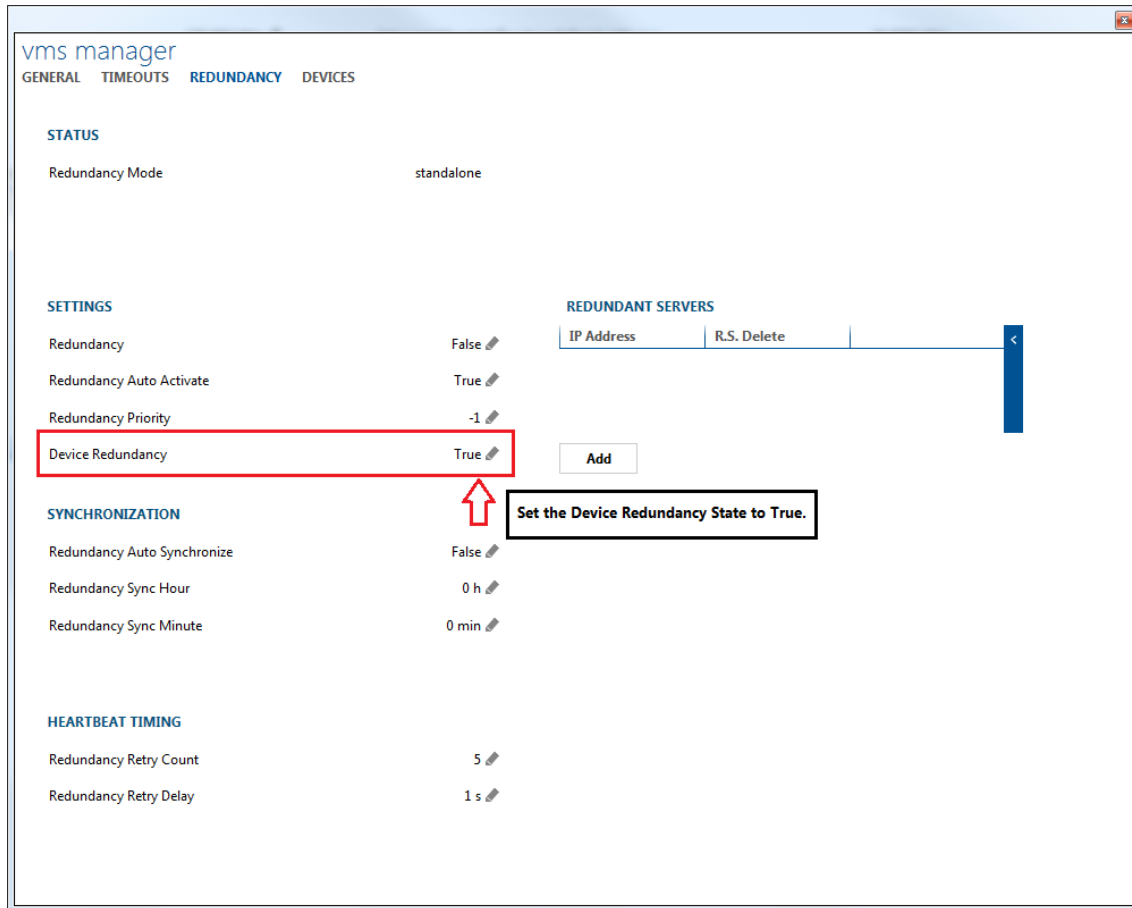 vms manager
GENERAL TIMEOUTS REDUNDANCY DEVICES
STATUS
Redundancy Mode standalone
SETTINGS
Redundancy False
Redundancy Auto Activate True
Redundancy Priority -1
Device Redundancy True
REDUNDANT SERVERS
IP Address R.S. Delete
<
Add
Set the Device Redundancy State to True.
SYNCHRONIZATION
Redundancy Auto Synchronize False
Redundancy Sync Hour 0 h
Redundancy Sync Minute 0 min
HEARTBEAT TIMING
Redundancy Retry Count 5
Redundancy Retry Delay 1 s